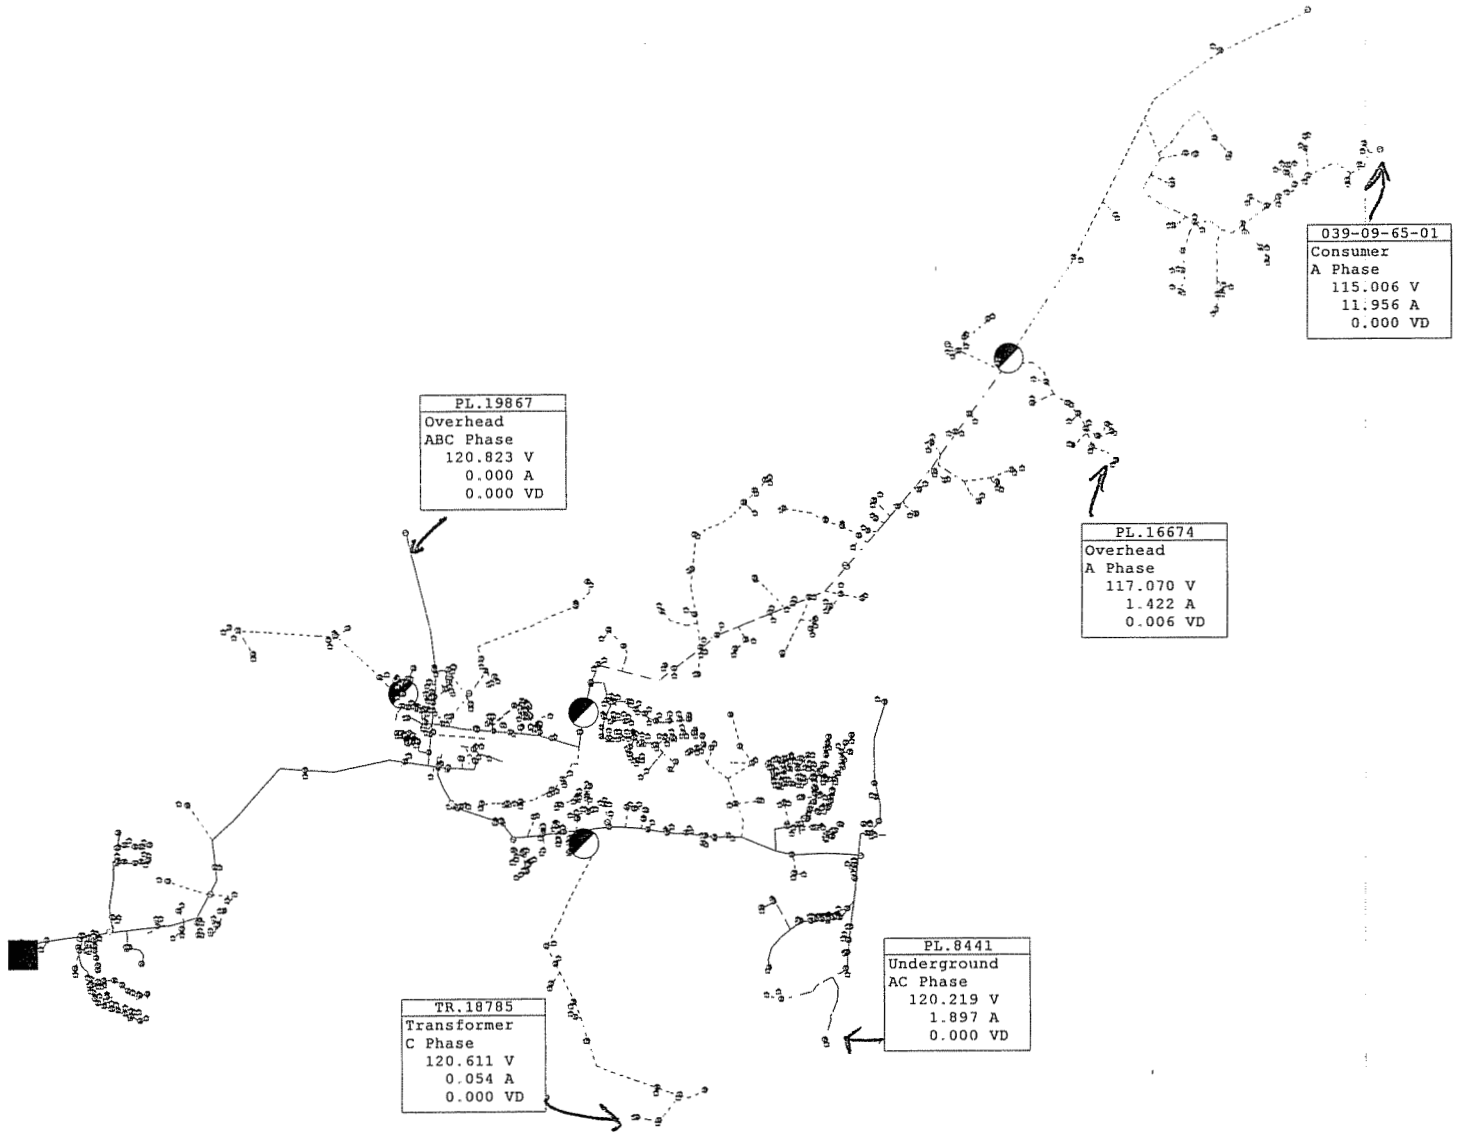 039-09-65-01
Consumer
A Phase
115.006 V
11.956 A
0.000 VD
PL.19867
Overhead
ABC Phase
120.823 V
0.000 A
0.000 VD
PL.16674
Overhead
A Phase
117.070 V
1.422 A
0.006 VD
PL.8441
Underground
AC Phase
120.219 V
1.897 A
0.000 VD
TR.18785
Transformer
C Phase
120.611 V
0.054 A
0.000 VD